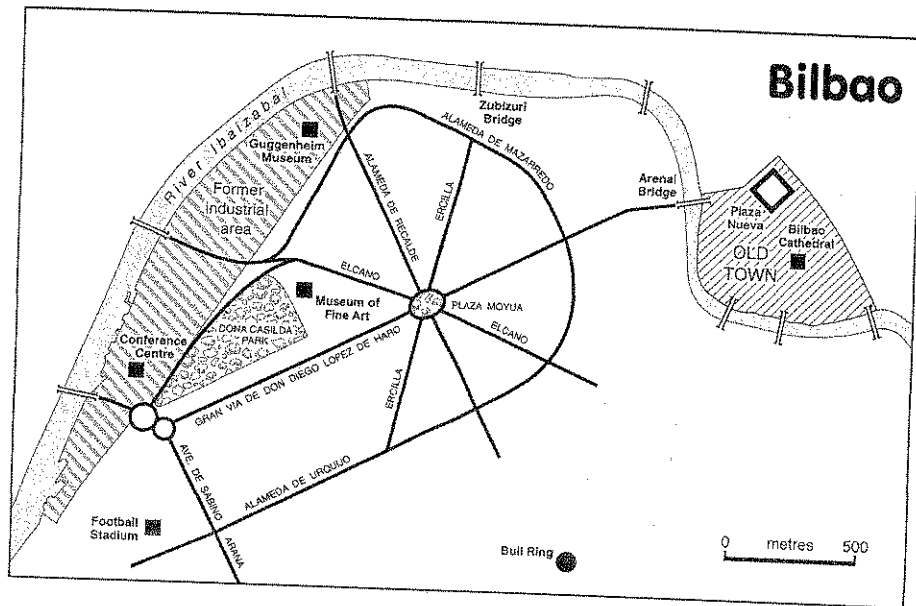 Bilbao
Zubizuri
Bridge
River Ibaizabal
Guggenheim
Museum
Former
industrial
area
ALAMEDA DE MAZARREDO
ALAMEDA DE RECALDE
ERCILLA
Arenal
Bridge
Plaza
Nueva
Bilbao
Cathedral
OLD
TOWN
ELCANO
Museum of
Fine Art
PLAZA MOYUA
DONA CASILDA
PARK
ELCANO
Conference
Centre
GRAN VIA DE DON DIEGO LOPEZ DE HARO
ERCILLA
AVE. DE SABINO ARANA
ALAMEDA DE URQUIJO
Football
Stadium
Bull Ring
0 metres 500